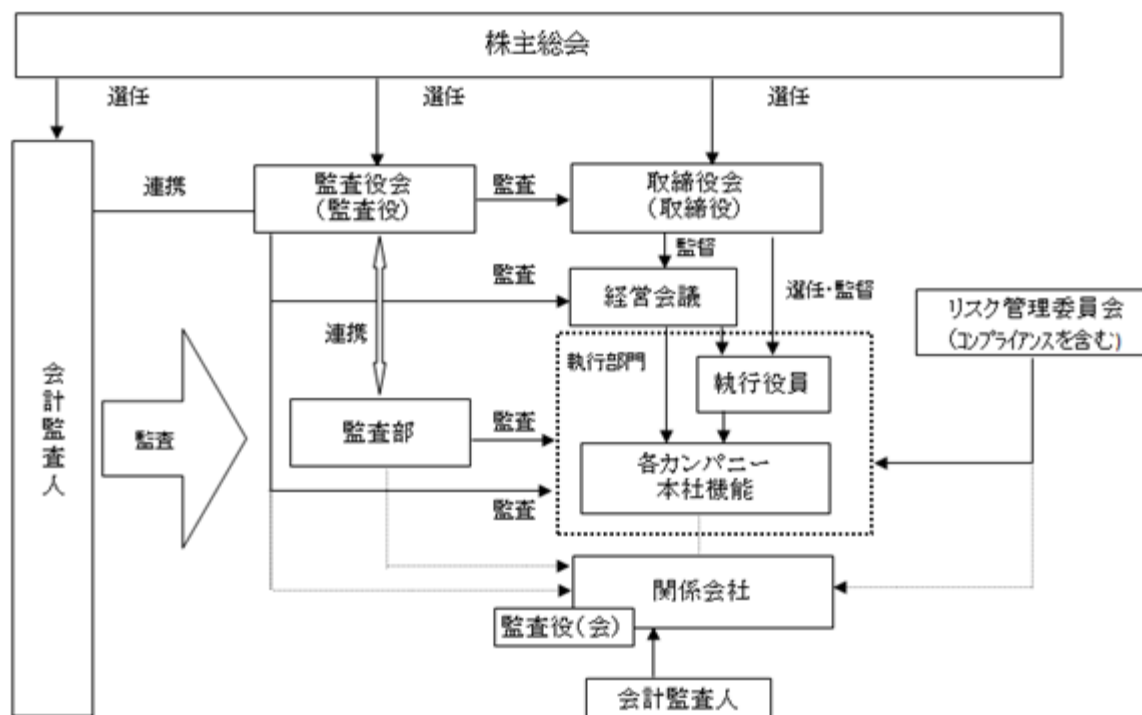 株主総会
選任
選任
選任
連携
監査役会
(監査役)
監査
取締役会
(取締役)
監督
選任・監督
監査
経営会議
リスク管理委員会
(コンプライアンスを含む)
連携
執行部門
執行役員
会計監査人
監査
監査部
監査
各カンパニー
本社機能
監査
関係会社
監査役(会)
会計監査人